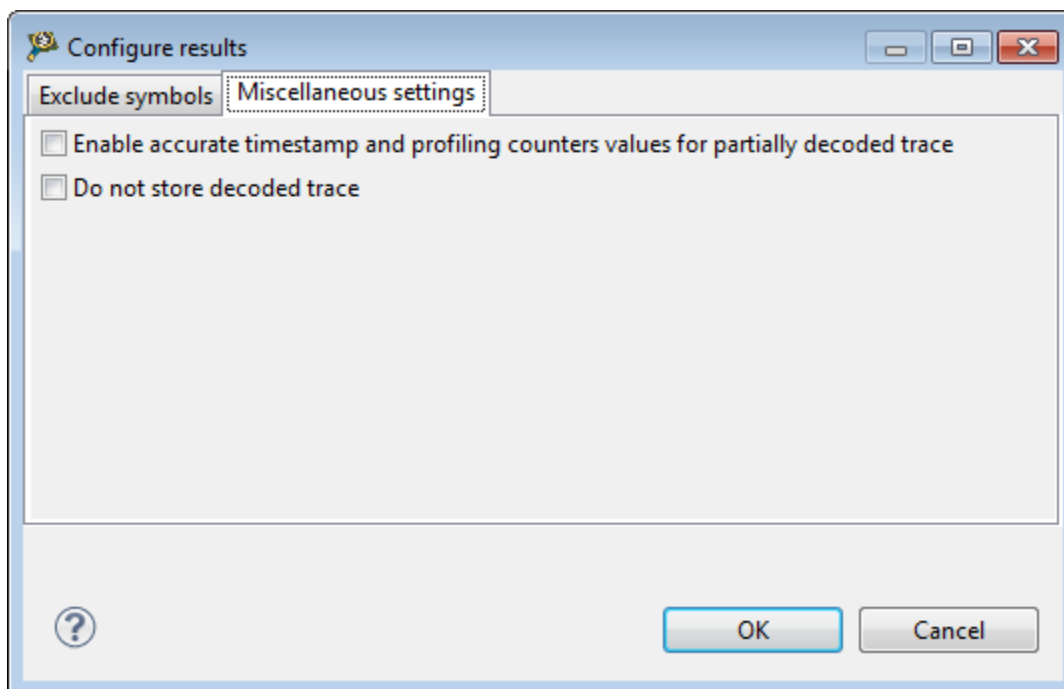 Configure results
Exclude symbols Miscellaneous settings
Enable accurate timestamp and profiling counters values for partially decoded trace
Do not store decoded trace
? OK Cancel